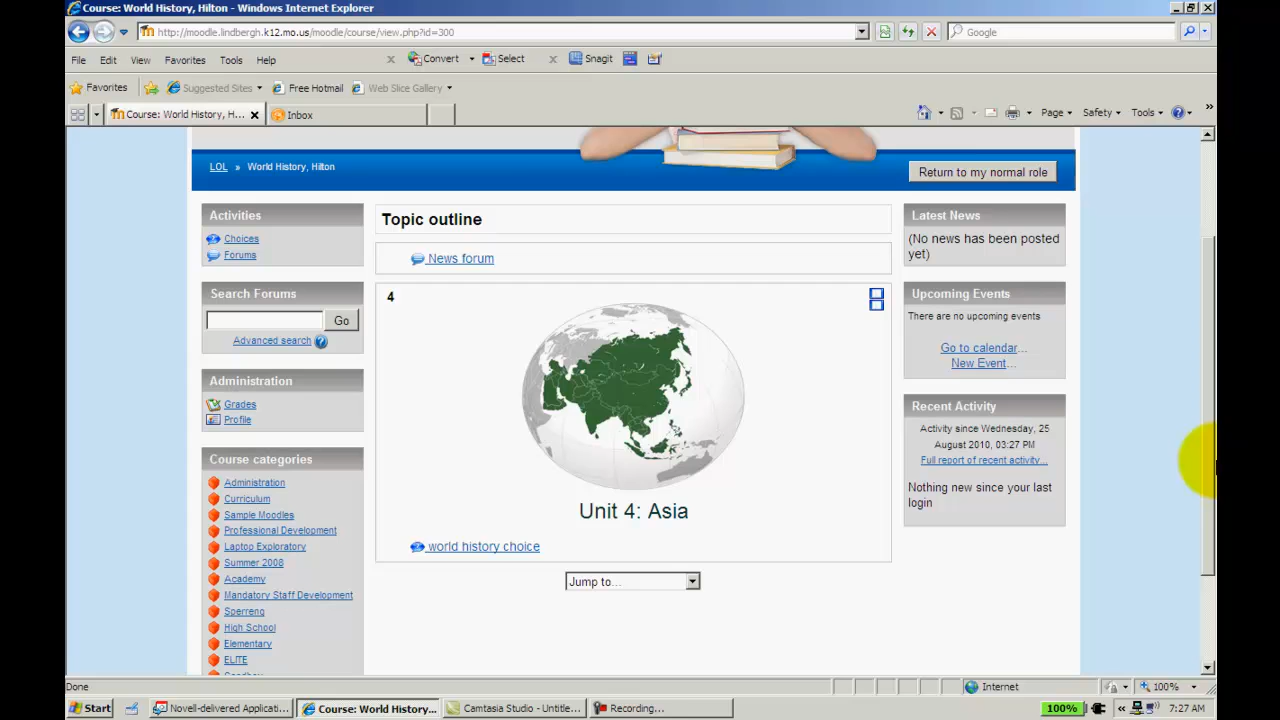 Course: World History, Hilton - Windows Internet Explorer
http://moodle.lindbergh.k12.mo.us/moodle/course/view.php?id=300
Google
File Edit View Favorites Tools Help
Convert Select
Snagit
Favorites
Suggested Sites
Free Hotmail
Web Slice Gallery
Course: World History, H...
Inbox
Page Safety Tools
LOL » World History, Hilton
Return to my normal role
Activities
Choices
Forums
Search Forums
Go
Advanced search
Administration
Grades
Profile
Course categories
Administration
Curriculum
Sample Moodles
Professional Development
Laptop Exploratory
Summer 2008
Academy
Mandatory Staff Development
Sperreng
High School
Elementary
ELITE
Topic outline
News forum
4
Unit 4: Asia
world history choice
Jump to...
Latest News
(No news has been posted
yet)
Upcoming Events
There are no upcoming events
Go to calendar...
New Event...
Recent Activity
Activity since Wednesday, 25
August 2010, 03:27 PM
Full report of recent activity...
Nothing new since your last
login
Done
Internet
100%
Start
Novell-delivered Applicati...
Course: World History...
Camtasia Studio - Untitle...
Recording...
100%
7:27 AM